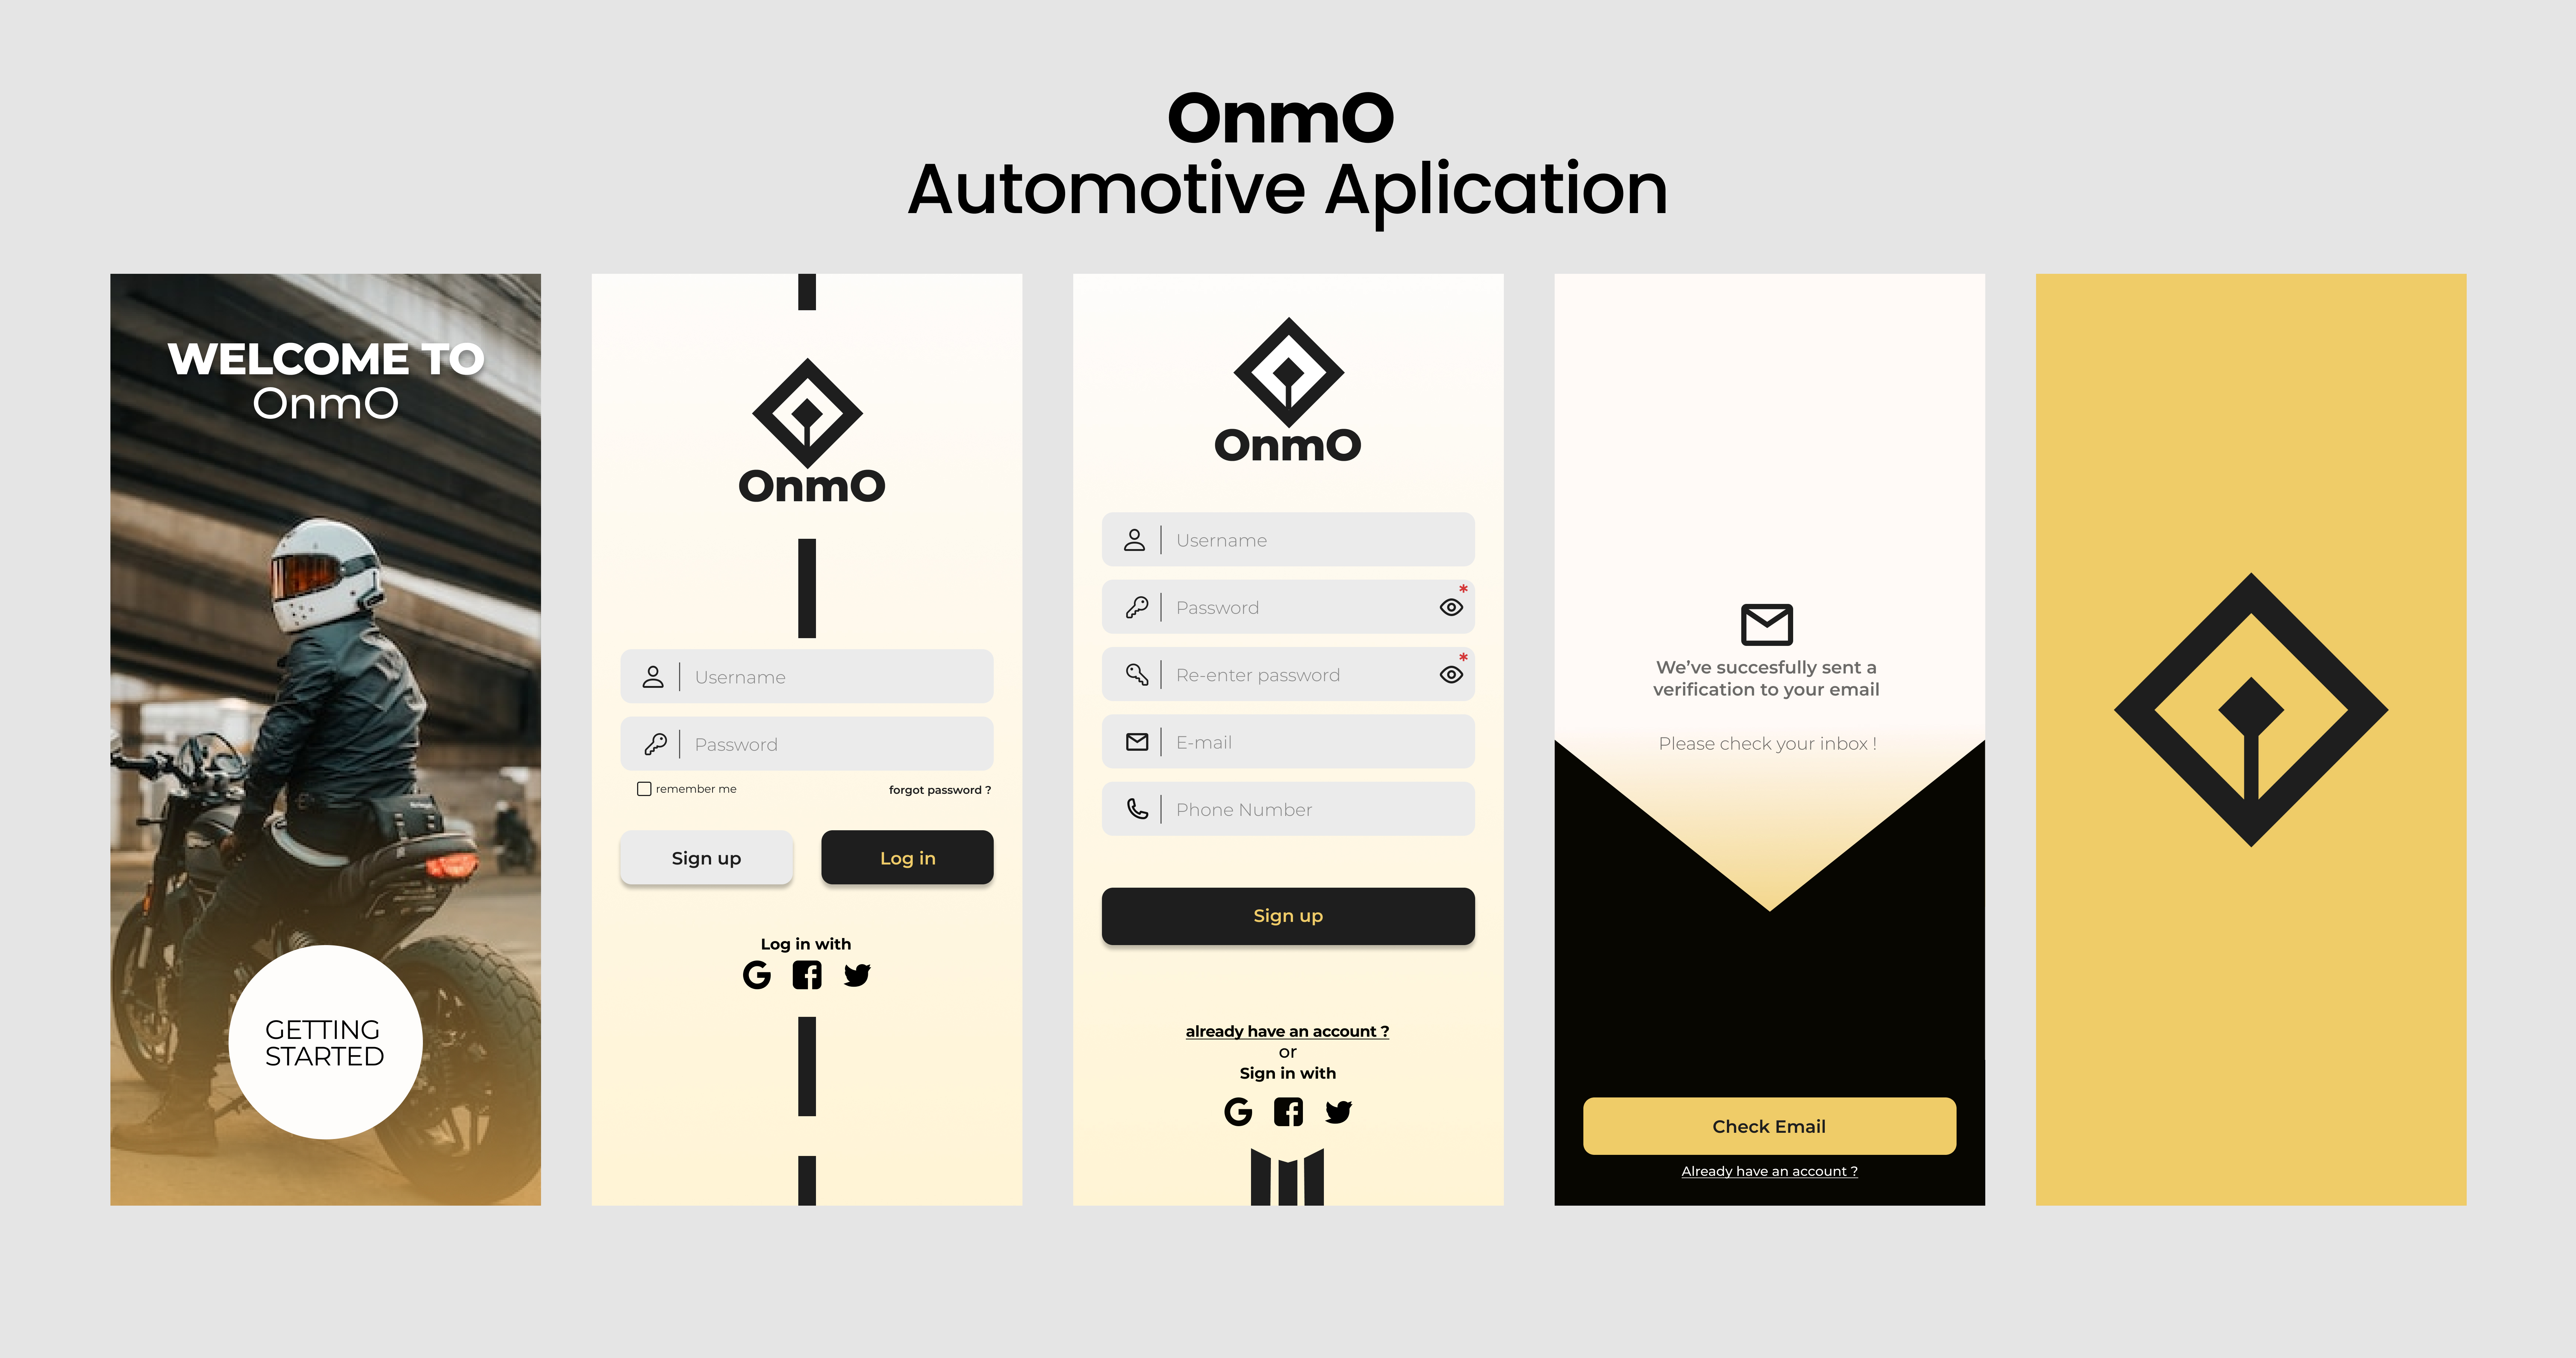 OnmO
Automotive Aplication
WELCOME TO
OnmO
GETTING
STARTED
OnmO
Username
Password
remember me
forgot password ?
Sign up
Log in
Log in with
OnmO
Username
Password
*
Re-enter password
*
E-mail
Phone Number
Sign up
already have an account ?
or
Sign in with
We’ve succesfully sent a
verification to your email
Please check your inbox !
Check Email
Already have an account ?